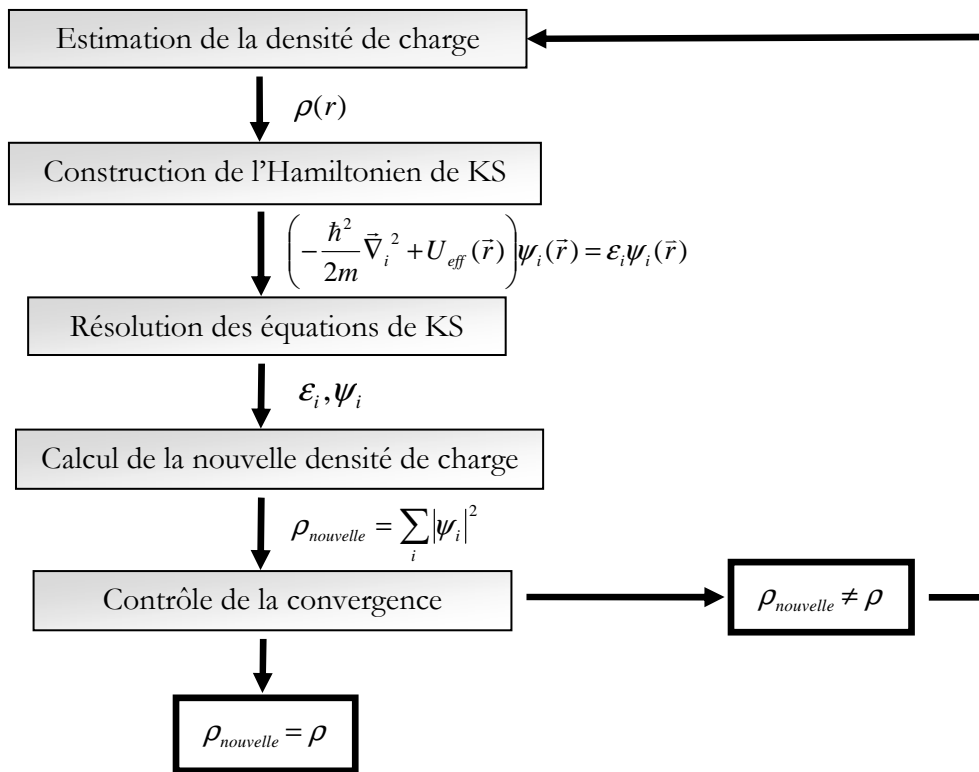 Estimation de la densité de charge
ρ(r)
Construction de l'Hamiltonien de KS
(-ħ²/2m ∇⃗ᵢ² + U_eff(r⃗))ψᵢ(r⃗) = εᵢψᵢ(r⃗)
Résolution des équations de KS
εᵢ,ψᵢ
Calcul de la nouvelle densité de charge
ρ_nouvelle = ∑ᵢ|ψᵢ|²
Contrôle de la convergence
ρ_nouvelle ≠ ρ
ρ_nouvelle = ρ